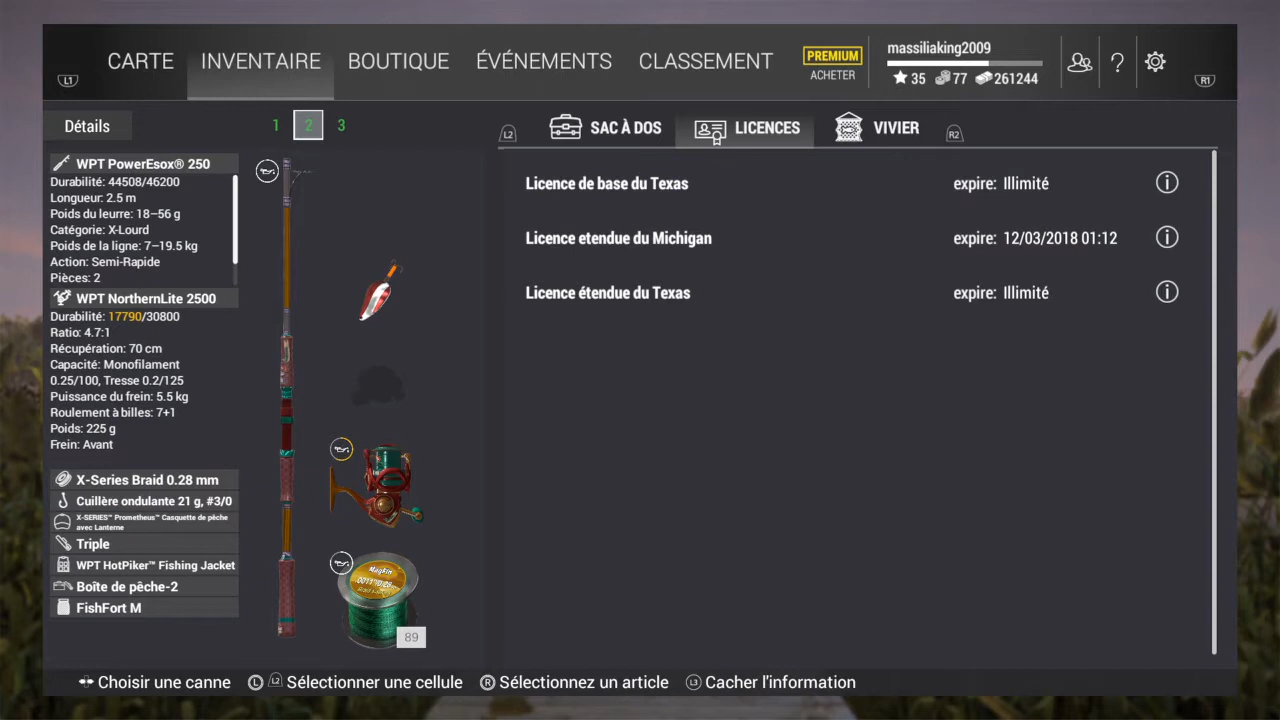 CARTE INVENTAIRE BOUTIQUE ÉVÉNEMENTS CLASSEMENT
PREMIUM
ACHETER
massiliaking2009
35 77 261244
L1
R1
Détails
1 2 3
L2 SAC À DOS LICENCES VIVIER R2
WPT PowerEsox® 250
Durabilité: 44508/46200
Longueur: 2.5 m
Poids du leurre: 18–56 g
Catégorie: X-Lourd
Poids de la ligne: 7–19.5 kg
Action: Semi-Rapide
Pièces: 2
WPT NorthernLite 2500
Durabilité: 17790/30800
Ratio: 4.7:1
Récupération: 70 cm
Capacité: Monofilament
0.25/100, Tresse 0.2/125
Puissance du frein: 5.5 kg
Roulement à billes: 7+1
Poids: 225 g
Frein: Avant
X-Series Braid 0.28 mm
Cuillère ondulante 21 g, #3/0
X-SERIES™ Prometheus™ Casquette de pêche
avec Lanterne
Triple
WPT HotPiker™ Fishing Jacket
Boîte de pêche-2
FishFort M
89
Licence de base du Texas expire: Illimité
Licence etendue du Michigan expire: 12/03/2018 01:12
Licence étendue du Texas expire: Illimité
Choisir une canne L L2 Sélectionner une cellule R Sélectionnez un article L3 Cacher l'information